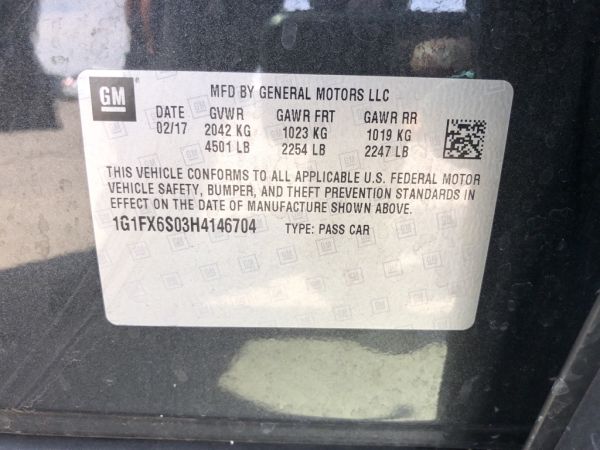 GM
MFD BY GENERAL MOTORS LLC
DATE GVWR GAWR FRT GAWR RR
02/17 2042 KG 1023 KG 1019 KG
4501 LB 2254 LB 2247 LB
THIS VEHICLE CONFORMS TO ALL APPLICABLE U.S. FEDERAL MOTOR
VEHICLE SAFETY, BUMPER, AND THEFT PREVENTION STANDARDS IN
EFFECT ON THE DATE OF MANUFACTURE SHOWN ABOVE.
1G1FX6S03H4146704 TYPE: PASS CAR